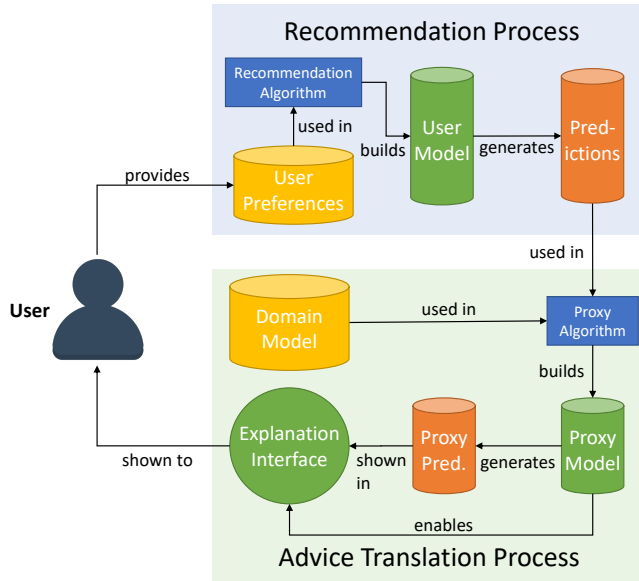 Recommendation Process
Recommendation
Algorithm
used in
builds
User
Model
generates
Pred-
ictions
provides
User
Preferences
used in
User
Domain
Model
used in
Proxy
Algorithm
builds
Explanation
Interface
shown to
shown
in
Proxy
Pred.
generates
Proxy
Model
enables
Advice Translation Process